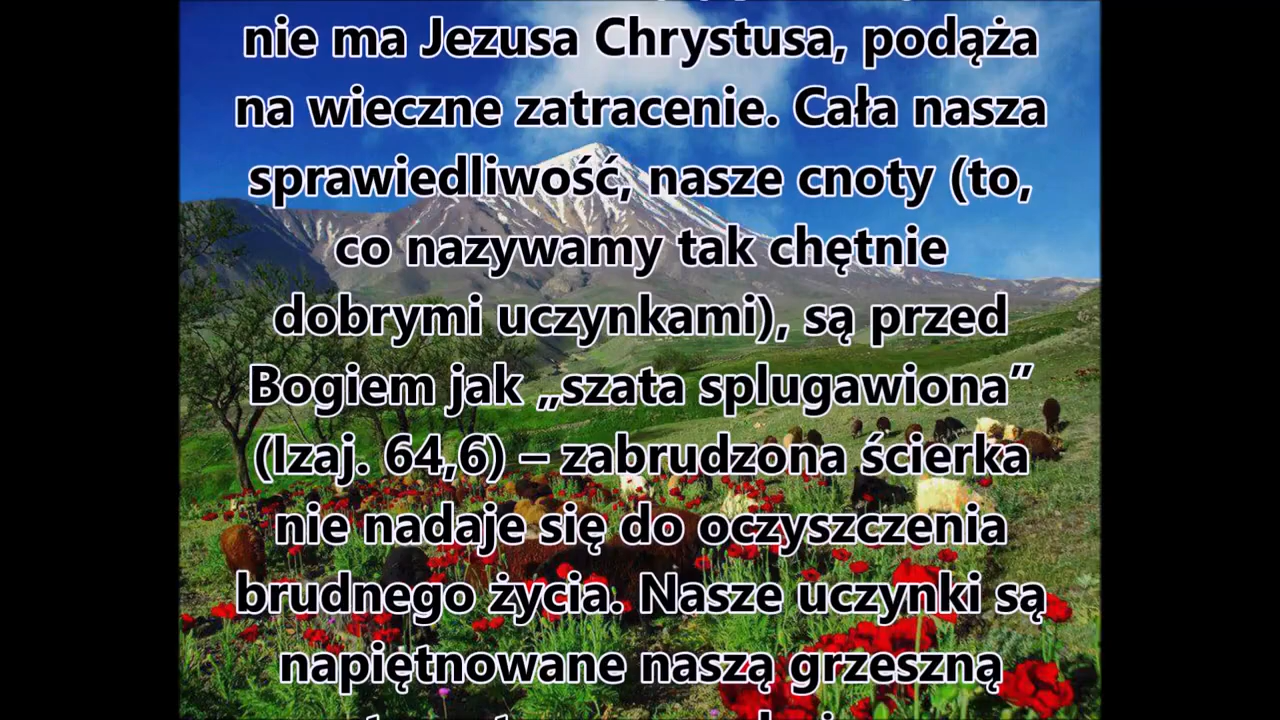 nie ma Jezusa Chrystusa, podąża
na wieczne zatracenie. Cała nasza
sprawiedliwość, nasze cnoty (to,
co nazywamy tak chętnie
dobrymi uczynkami), są przed
Bogiem jak „szata splugawiona”
(Izaj. 64,6) – zabrudzona ścierka
nie nadaje się do oczyszczenia
brudnego życia. Nasze uczynki są
napiętnowane naszą grzeszną